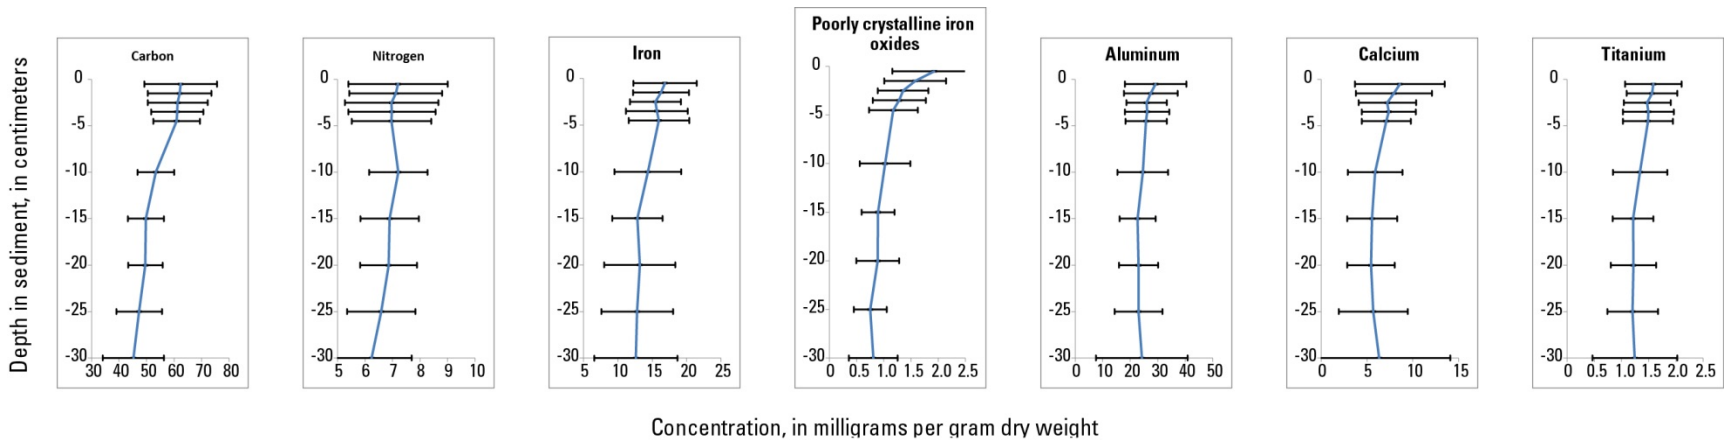 Depth in sediment, in centimeters
Carbon
0
-5
-10
-15
-20
-25
-30
30 40 50 60 70 80
Nitrogen
0
-5
-10
-15
-20
-25
-30
5 6 7 8 9 10
Iron
0
-5
-10
-15
-20
-25
-30
5 10 15 20 25
Poorly crystalline iron
oxides
0
-5
-10
-15
-20
-25
-30
0 0.5 1.0 1.5 2.0 2.5
Aluminum
0
-5
-10
-15
-20
-25
-30
0 10 20 30 40 50
Calcium
0
-5
-10
-15
-20
-25
-30
0 5 10 15
Titanium
0
-5
-10
-15
-20
-25
-30
0 0.5 1.0 1.5 2.0 2.5
Concentration, in milligrams per gram dry weight